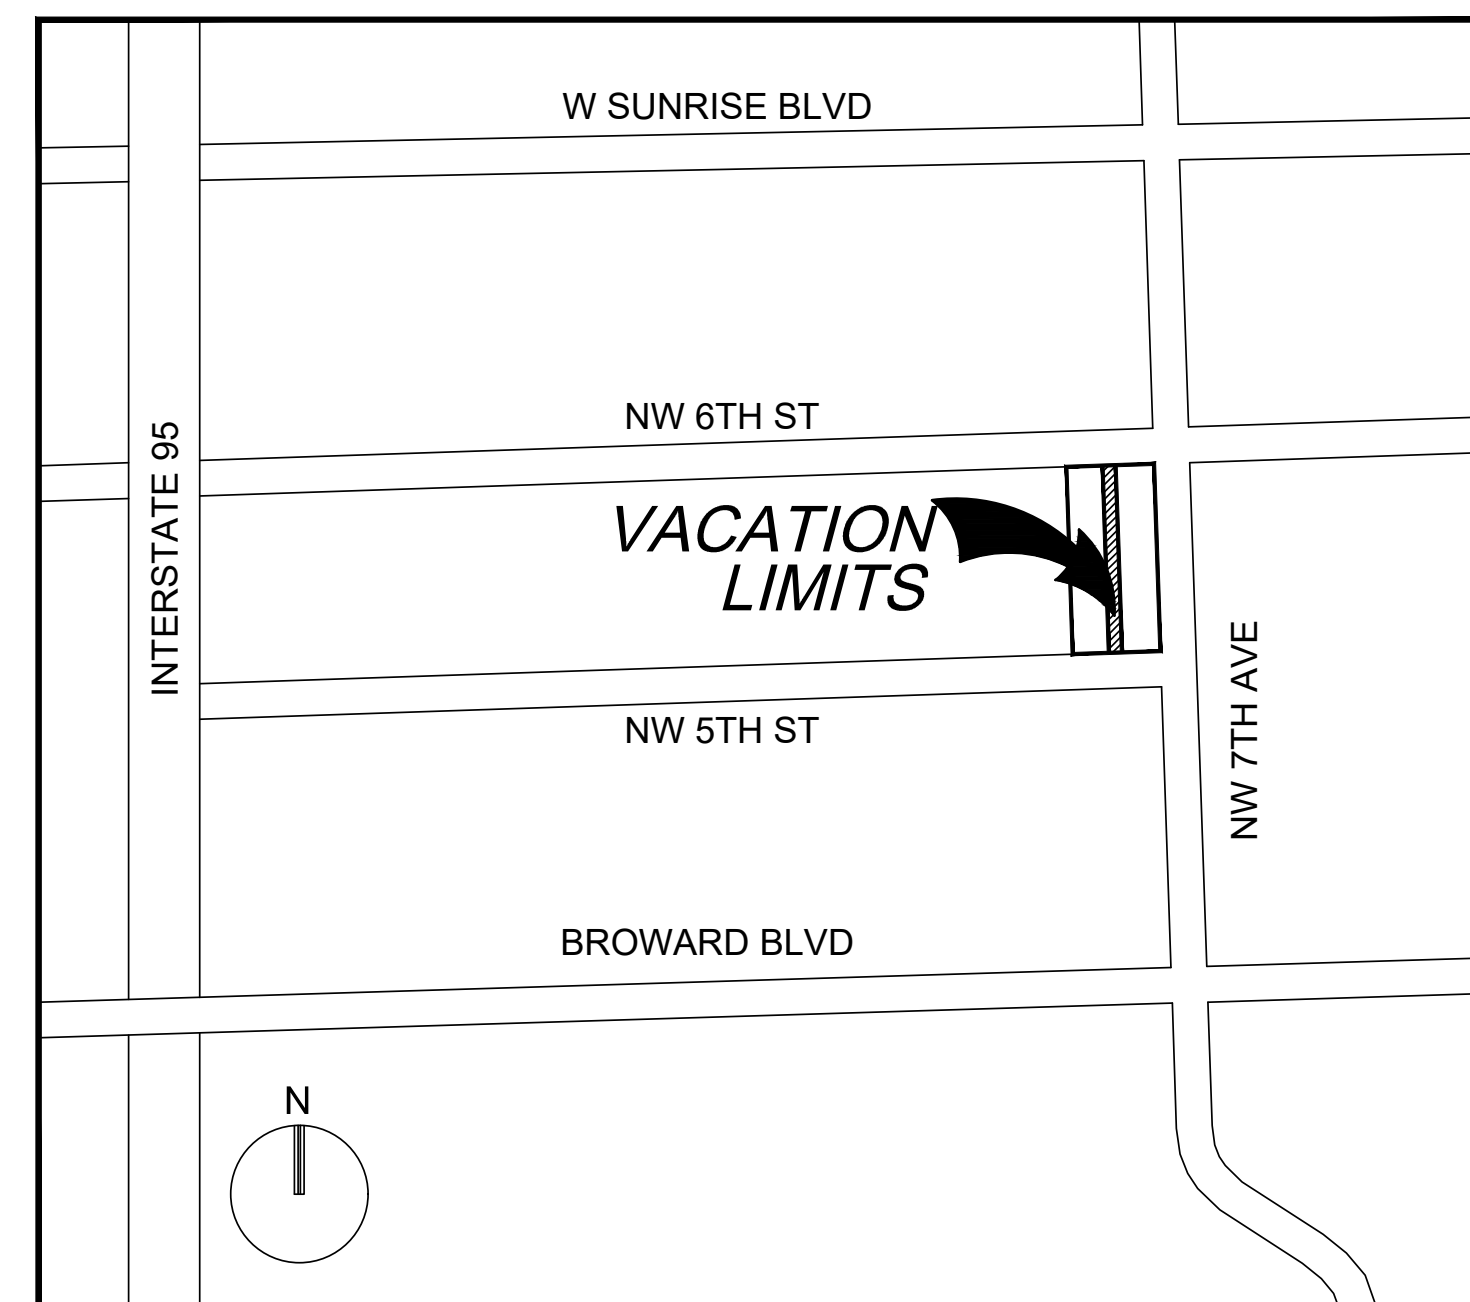 W SUNRISE BLVD
NW 6TH ST
INTERSTATE 95
VACATION
LIMITS
NW 5TH ST
NW 7TH AVE
BROWARD BLVD
N